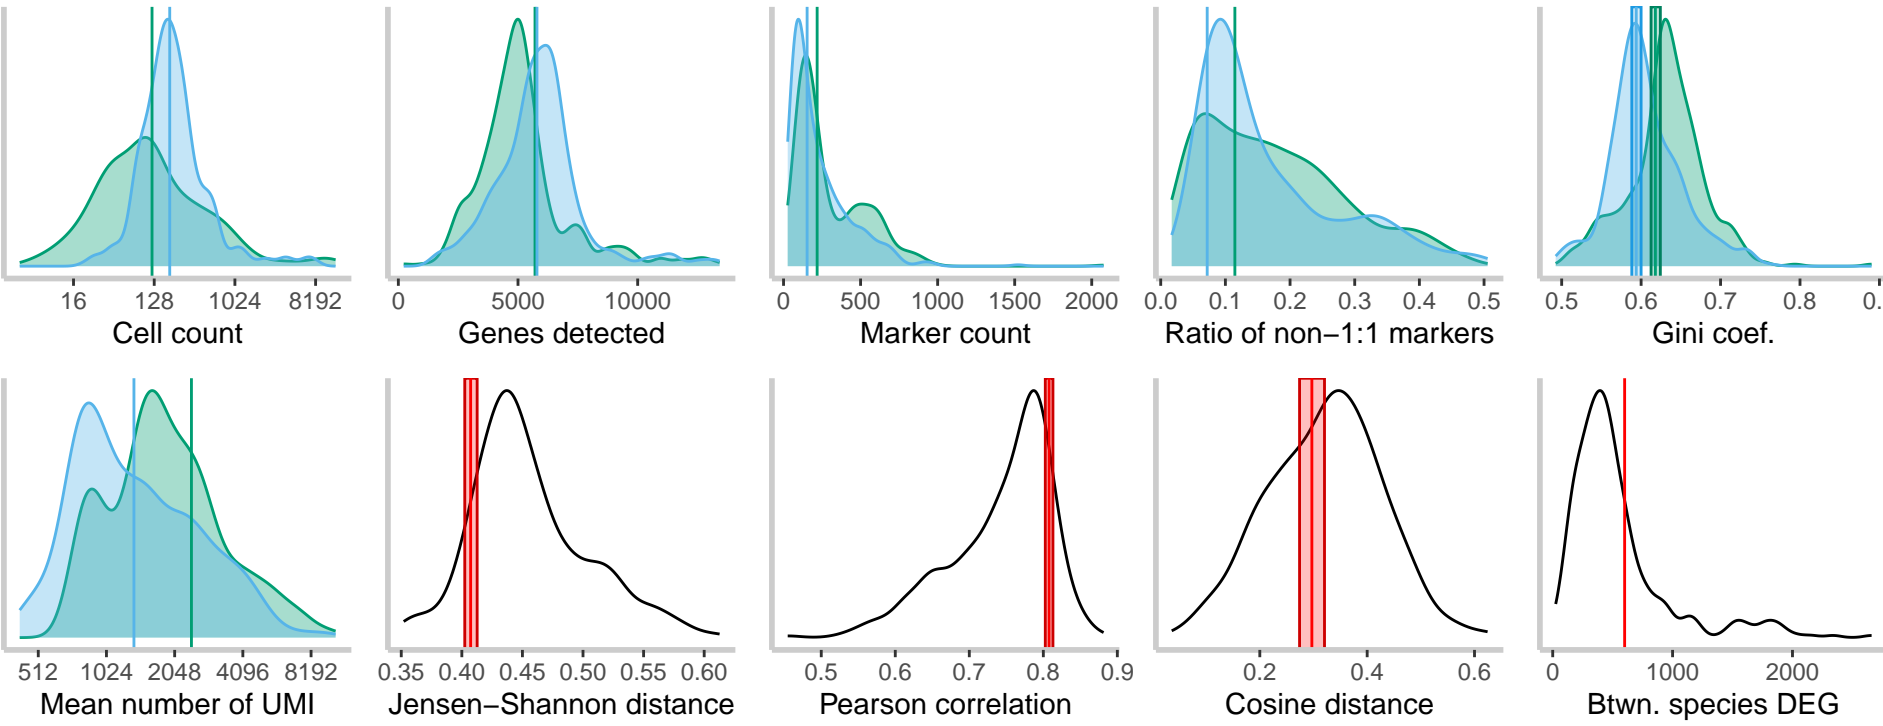 16 128 1024 8192
Cell count
0 5000 10000
Genes detected
0 500 1000 1500 2000
Marker count
0.0 0.1 0.2 0.3 0.4 0.5
Ratio of non−1:1 markers
0.5 0.6 0.7 0.8 0.
Gini coef.
512 1024 2048 4096 8192
Mean number of UMI
0.35 0.40 0.45 0.50 0.55 0.60
Jensen−Shannon distance
0.5 0.6 0.7 0.8 0.9
Pearson correlation
0.2 0.4 0.6
Cosine distance
0 1000 2000
Btwn. species DEG